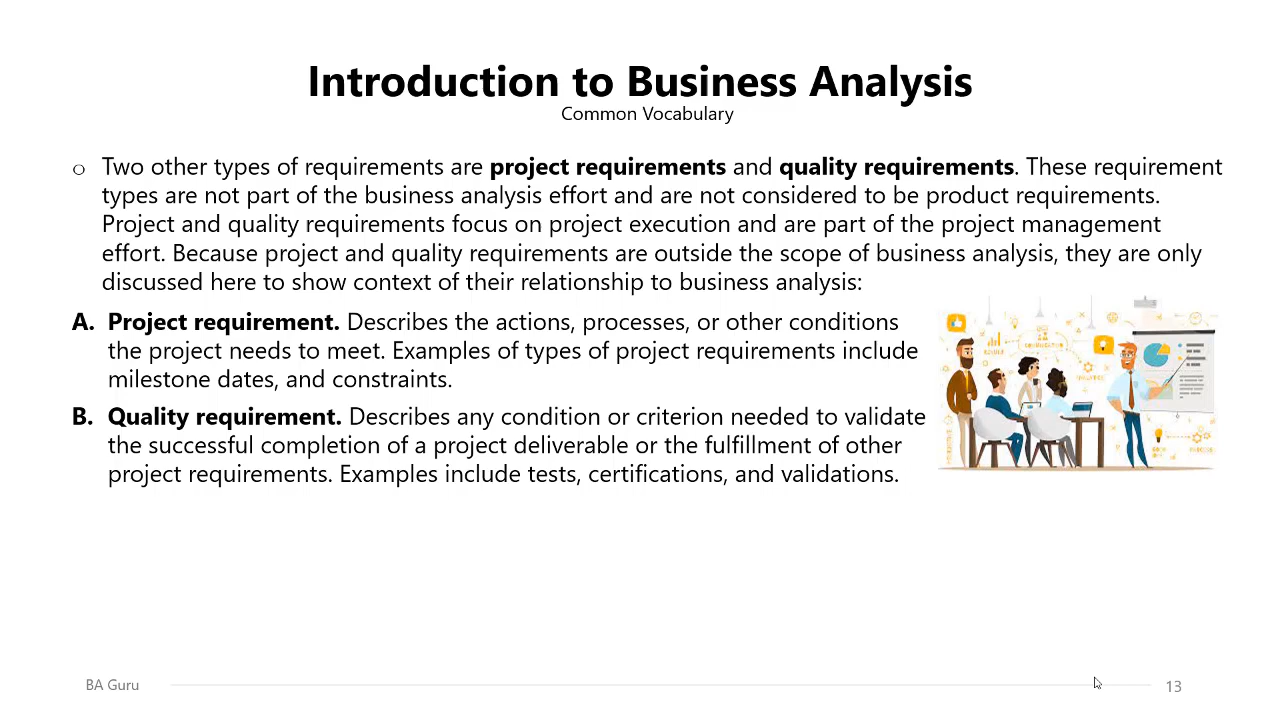 Introduction to Business Analysis
Common Vocabulary
○ Two other types of requirements are project requirements and quality requirements. These requirement
types are not part of the business analysis effort and are not considered to be product requirements.
Project and quality requirements focus on project execution and are part of the project management
effort. Because project and quality requirements are outside the scope of business analysis, they are only
discussed here to show context of their relationship to business analysis:
A. Project requirement. Describes the actions, processes, or other conditions
the project needs to meet. Examples of types of project requirements include
milestone dates, and constraints.
B. Quality requirement. Describes any condition or criterion needed to validate
the successful completion of a project deliverable or the fulfillment of other
project requirements. Examples include tests, certifications, and validations.
BA Guru
13